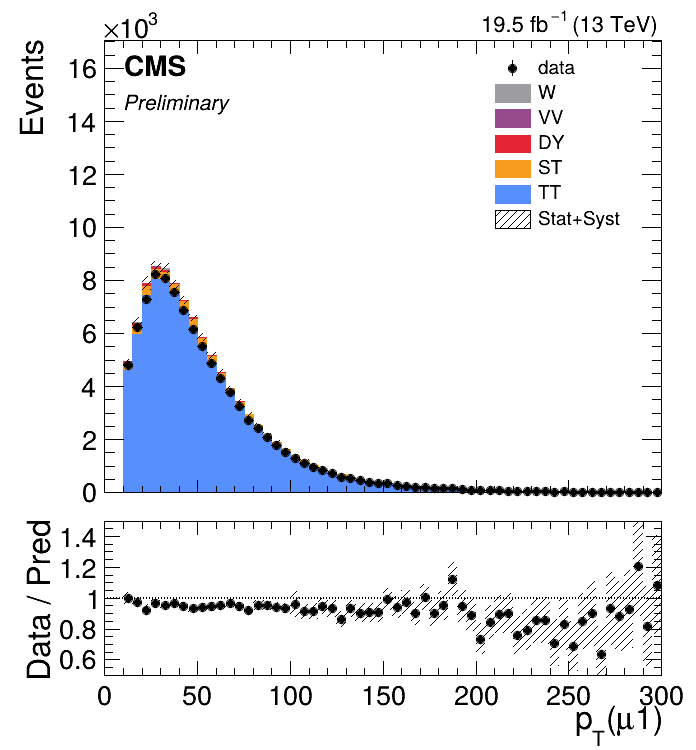 ×10³
19.5 fb⁻¹ (13 TeV)
Events
CMS
Preliminary
data
W
VV
DY
ST
TT
Stat+Syst
16
14
12
10
8
6
4
2
0
Data / Pred
1.4
1.2
1
0.8
0.6
0 50 100 150 200 250 300
p_T(μ1)